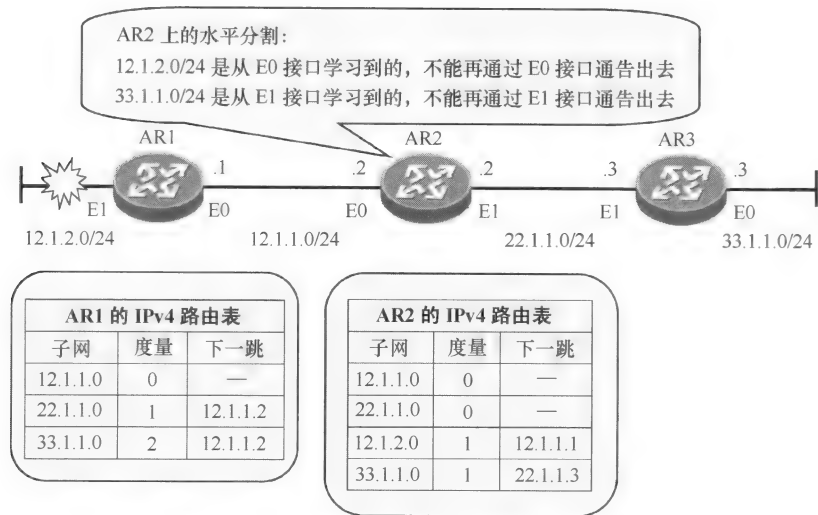 AR2 上的水平分割:
12.1.2.0/24 是从 E0 接口学习到的，不能再通过 E0 接口通告出去
33.1.1.0/24 是从 E1 接口学习到的，不能再通过 E1 接口通告出去
AR1 AR2 AR3
.1 .2 .2 .3 .3
E1 E0 E0 E1 E1 E0
12.1.2.0/24 12.1.1.0/24 22.1.1.0/24 33.1.1.0/24
AR1 的 IPv4 路由表
子网 度量 下一跳
12.1.1.0 0 —
22.1.1.0 1 12.1.1.2
33.1.1.0 2 12.1.1.2
AR2 的 IPv4 路由表
子网 度量 下一跳
12.1.1.0 0 —
22.1.1.0 0 —
12.1.2.0 1 12.1.1.1
33.1.1.0 1 22.1.1.3